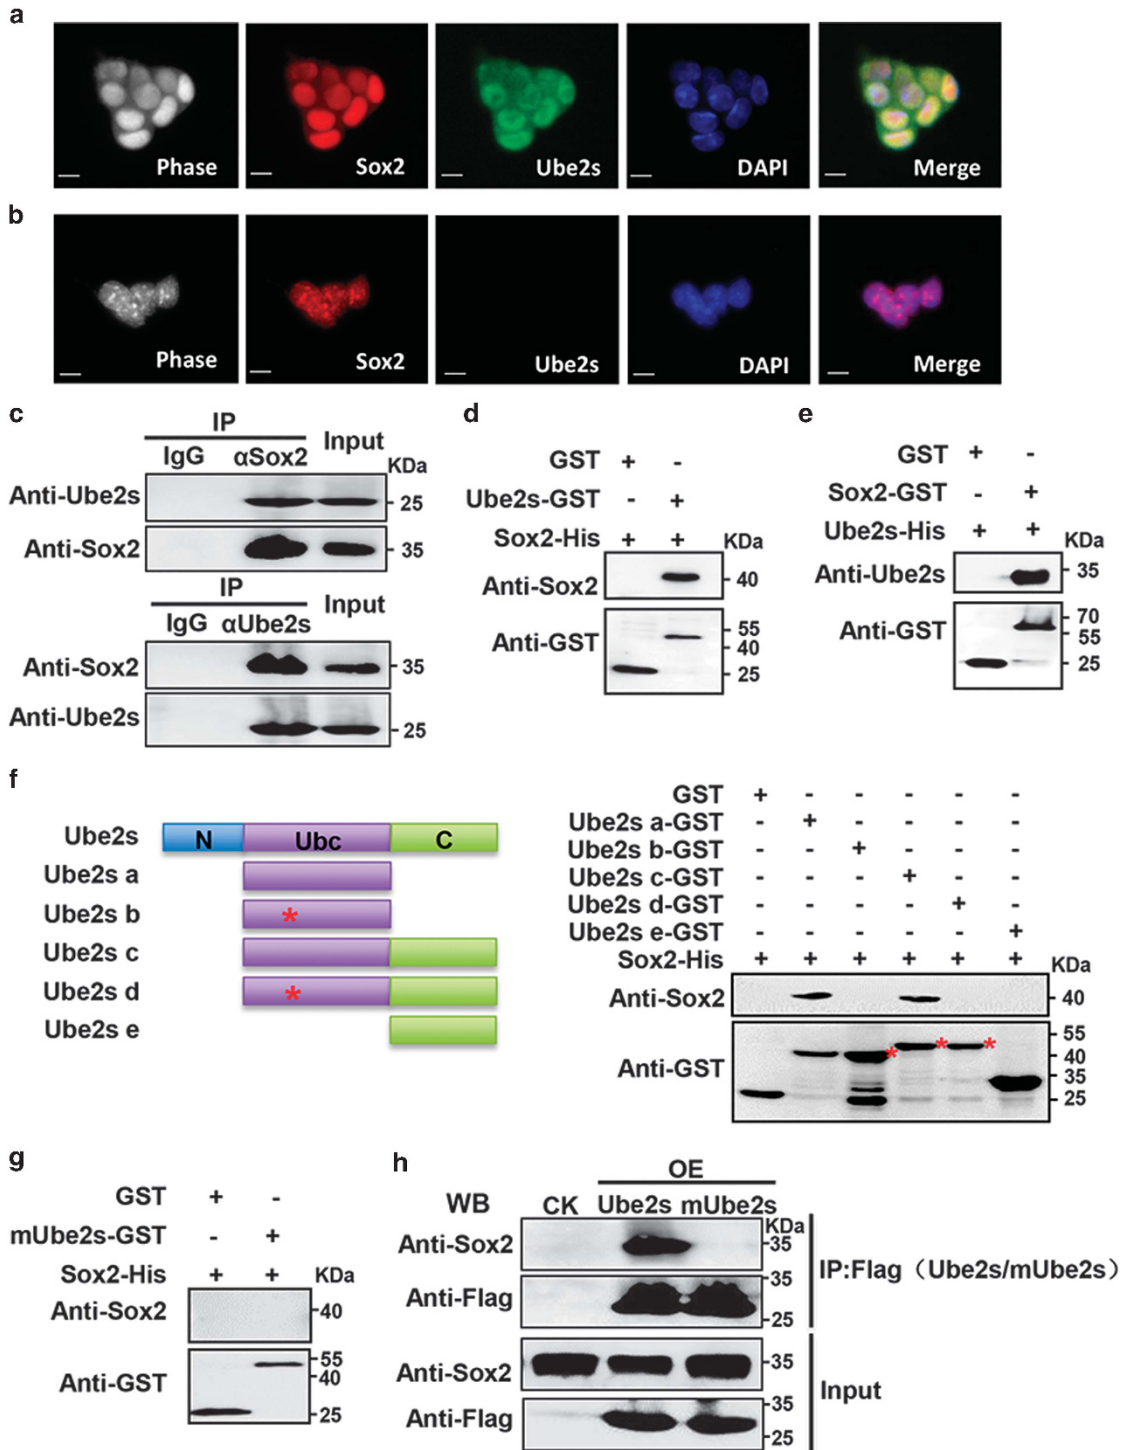 a
Phase Sox2 Ube2s DAPI Merge
b
Phase Sox2 Ube2s DAPI Merge
c
IP
IgG αSox2 Input
KDa
Anti-Ube2s 25
Anti-Sox2 35
IP
IgG αUbe2s Input
Anti-Sox2 35
Anti-Ube2s 25
d
GST + -
Ube2s-GST - +
Sox2-His + + KDa
Anti-Sox2 40
Anti-GST 55
40
25
e
GST + -
Sox2-GST - +
Ube2s-His + + KDa
Anti-Ube2s 35
Anti-GST 70
55
25
f
Ube2s N Ubc C
Ube2s a
Ube2s b *
Ube2s c
Ube2s d *
Ube2s e
GST + - - - - -
Ube2s a-GST - + - - - -
Ube2s b-GST - - + - - -
Ube2s c-GST - - - + - -
Ube2s d-GST - - - - + -
Ube2s e-GST - - - - - +
Sox2-His + + + + + + KDa
Anti-Sox2 40
Anti-GST * * * 55
40
35
25
g
GST + -
mUbe2s-GST - +
Sox2-His + + KDa
Anti-Sox2 40
Anti-GST 55
40
25
h
OE
WB CK Ube2s mUbe2s
KDa
Anti-Sox2 35
Anti-Flag 35
25
IP:Flag（Ube2s/mUbe2s）
Anti-Sox2 35
Anti-Flag 35
25
Input